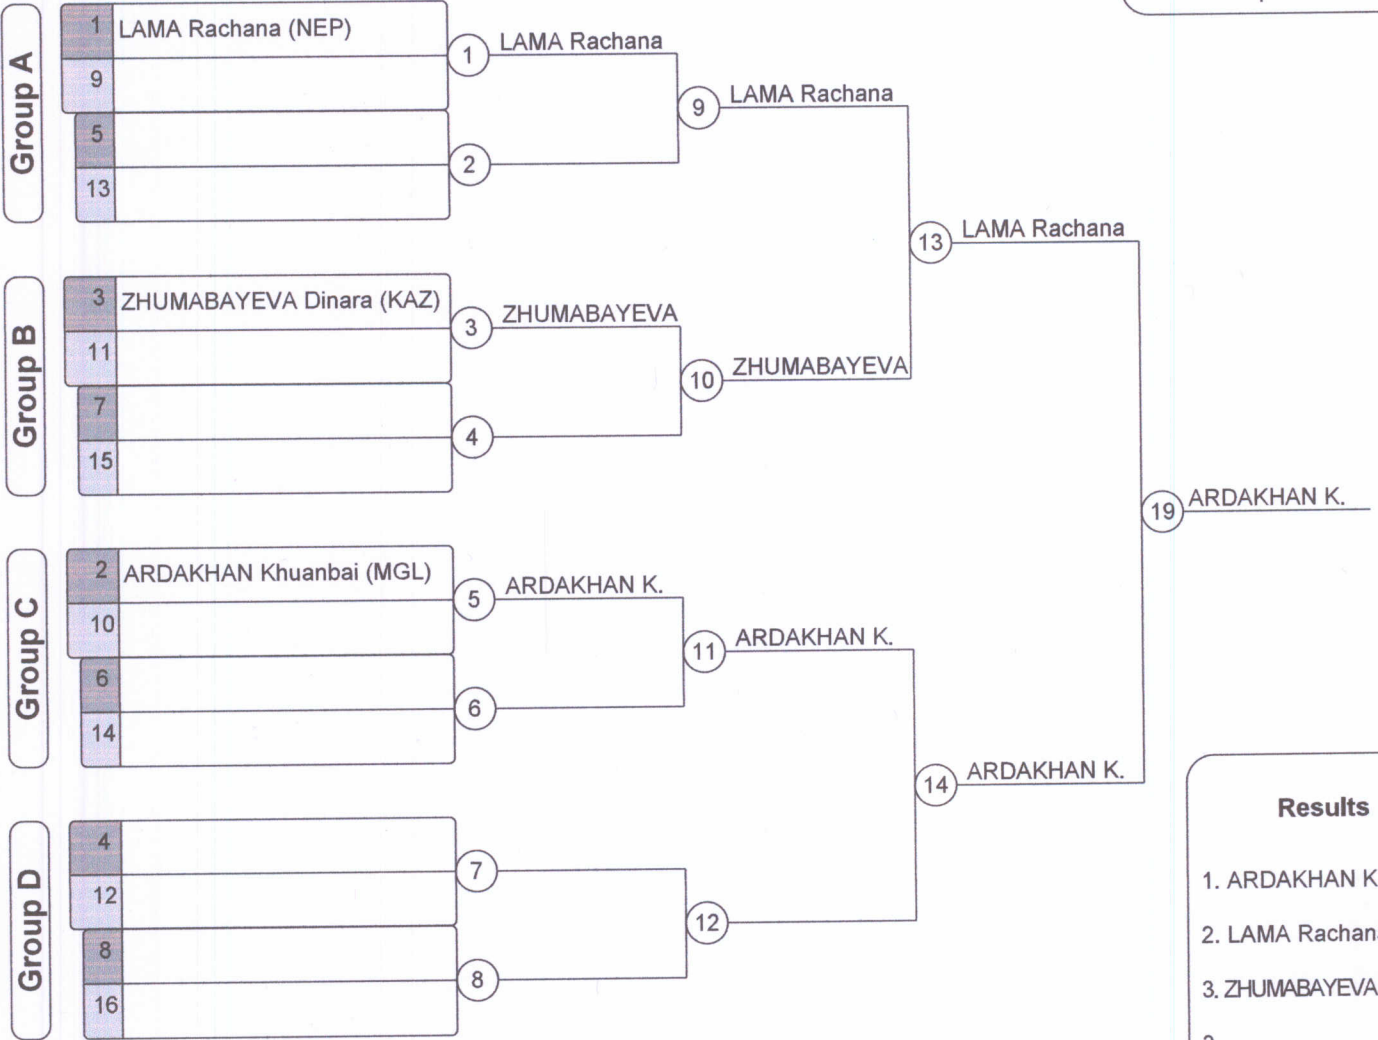 Group A
1 LAMA Rachana (NEP)
9
5
13
1 LAMA Rachana
2
9 LAMA Rachana
Group B
3 ZHUMABAYEVA Dinara (KAZ)
11
7
15
3 ZHUMABAYEVA
4
10 ZHUMABAYEVA
13 LAMA Rachana
Group C
2 ARDAKHAN Khuanbai (MGL)
10
6
14
5 ARDAKHAN K.
6
11 ARDAKHAN K.
Group D
4
12
8
16
7
8
12
14 ARDAKHAN K.
19 ARDAKHAN K.
Results
1. ARDAKHAN K
2. LAMA Rachan
3. ZHUMABAYEVA